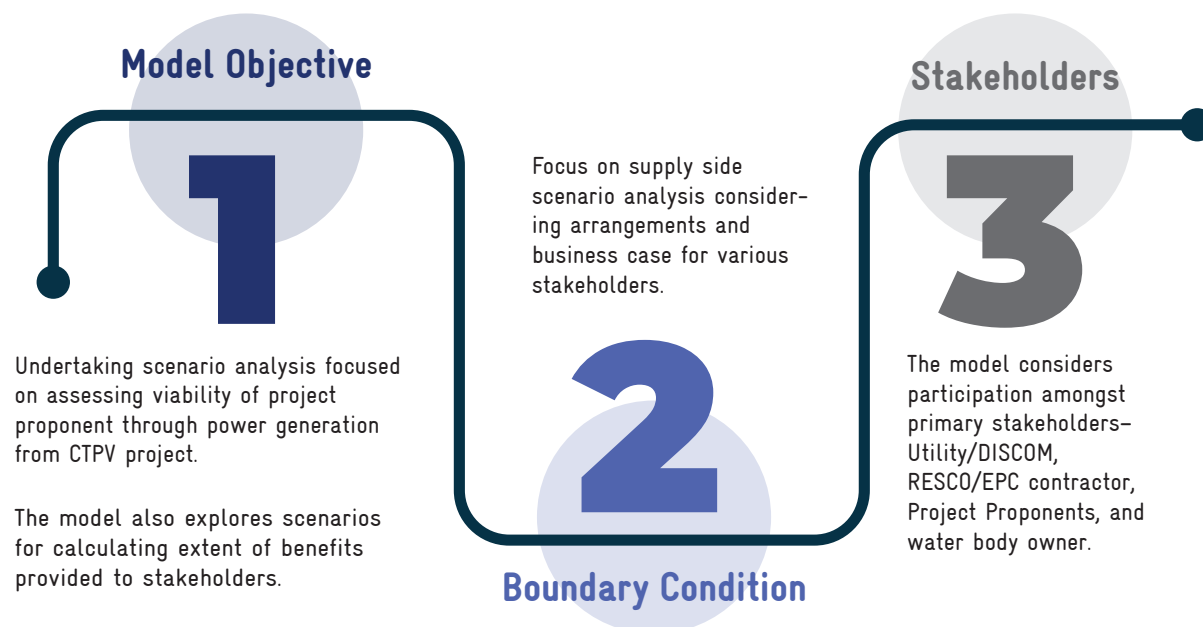 Model Objective
1
Undertaking scenario analysis focused
on assessing viability of project
proponent through power generation
from CTPV project.
The model also explores scenarios
for calculating extent of benefits
provided to stakeholders.
Focus on supply side
scenario analysis consider-
ing arrangements and
business case for various
stakeholders.
2
Boundary Condition
Stakeholders
3
The model considers
participation amongst
primary stakeholders–
Utility/DISCOM,
RESCO/EPC contractor,
Project Proponents, and
water body owner.